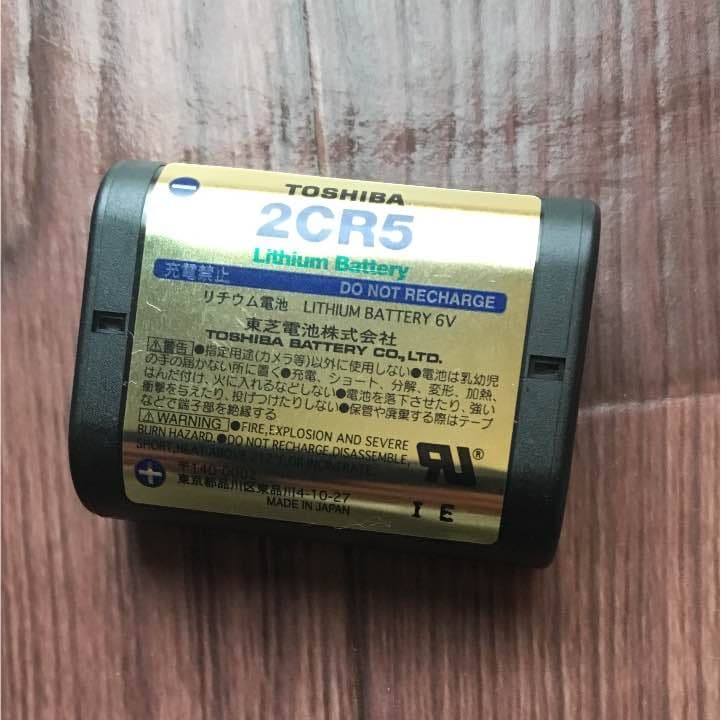 TOSHIBA
2CR5
Lithium Battery
充電禁止
DO NOT RECHARGE
リチウム電池 LITHIUM BATTERY 6V
東芝電池株式会社
TOSHIBA BATTERY CO., LTD.
⚠警告 ●指定用途(カメラ等)以外に使用しない●電池は乳幼児
の手の届かない所に置く●充電、ショート、分解、変形、加熱、
はんだ付け、火に入れるなどしない●電池を落下させたり、強い
衝撃を与えたり、投げつけたりしない●保管や廃棄する際はテープ
などで端子部を絶縁する
⚠WARNING ●FIRE, EXPLOSION AND SEVERE
BURN HAZARD. ●DO NOT RECHARGE, DISASSEMBLE,
SHORT, HEAT ABOVE OR INCINERATE.
〒140-0002
東京都品川区東品川4-10-27
MADE IN JAPAN
RU ®
I E